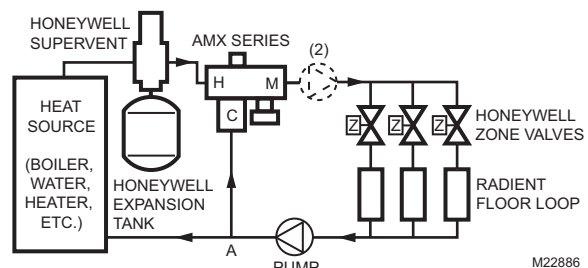 HONEYWELL
SUPERVENT
AMX SERIES
(2)
H
M
C
HEAT
SOURCE
(BOILER,
WATER,
HEATER,
ETC.)
HONEYWELL
EXPANSION
TANK
Z
Z
Z
HONEYWELL
ZONE VALVES
RADIENT
FLOOR LOOP
A
PUMP
M22886